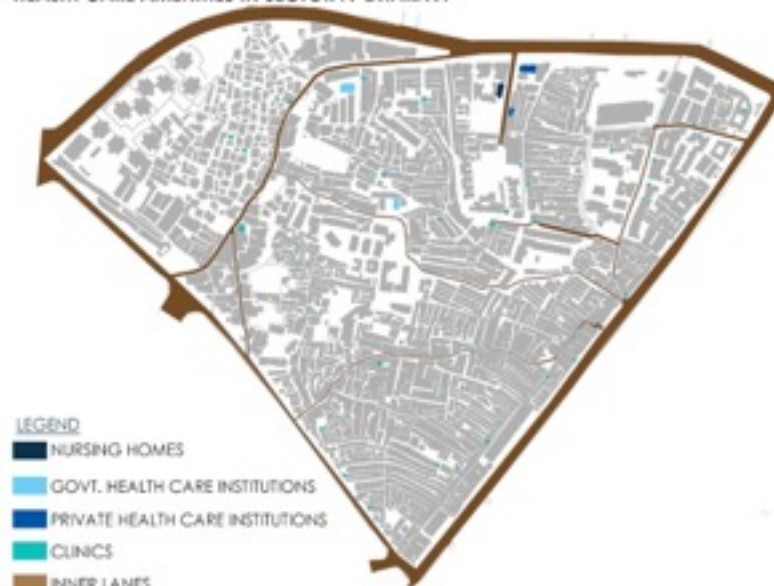 LEGEND
NURSING HOMES
GOVT. HEALTH CARE INSTITUTIONS
PRIVATE HEALTH CARE INSTITUTIONS
CLINICS
INNER LANES